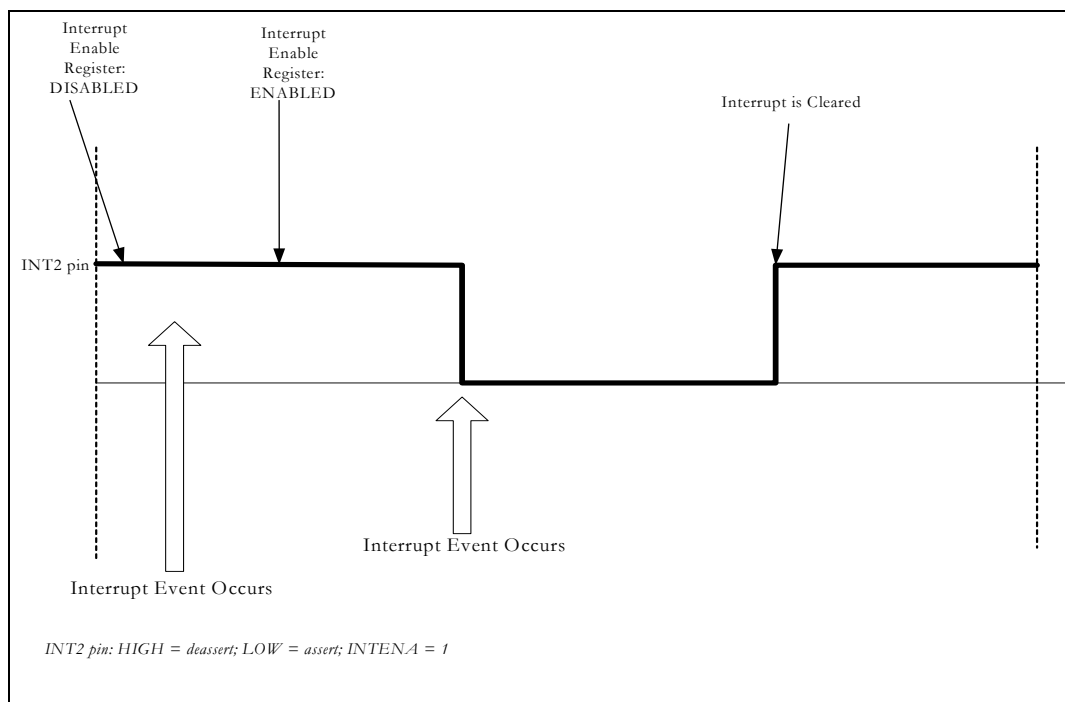 Interrupt
Enable
Register:
DISABLED
Interrupt
Enable
Register:
ENABLED
Interrupt is Cleared
INT2 pin
Interrupt Event Occurs
Interrupt Event Occurs
INT2 pin: HIGH = deassert; LOW = assert; INTENA = 1